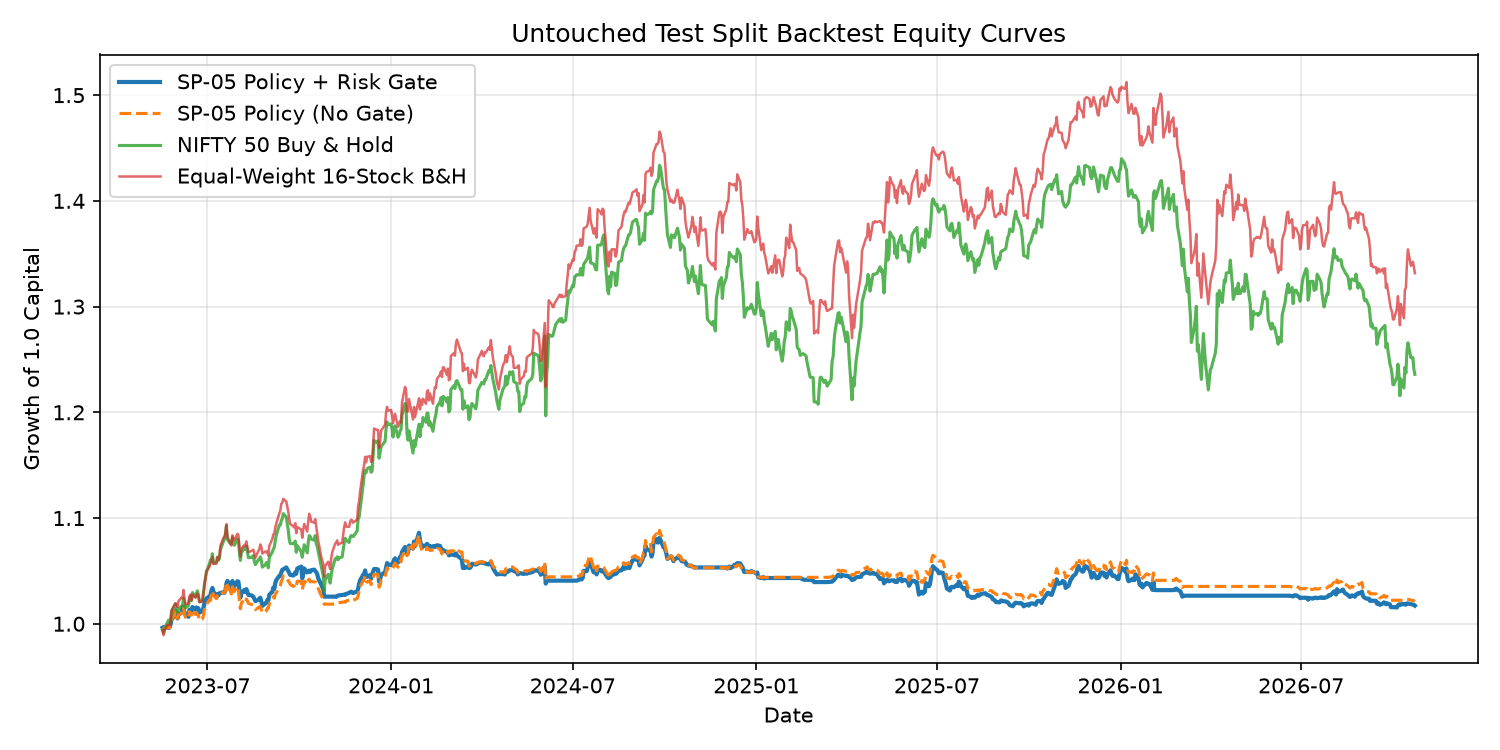 Untouched Test Split Backtest Equity Curves
SP-05 Policy + Risk Gate
SP-05 Policy (No Gate)
NIFTY 50 Buy & Hold
Equal-Weight 16-Stock B&H
Growth of 1.0 Capital
1.5
1.4
1.3
1.2
1.1
1.0
2023-07 2024-01 2024-07 2025-01 2025-07 2026-01 2026-07
Date